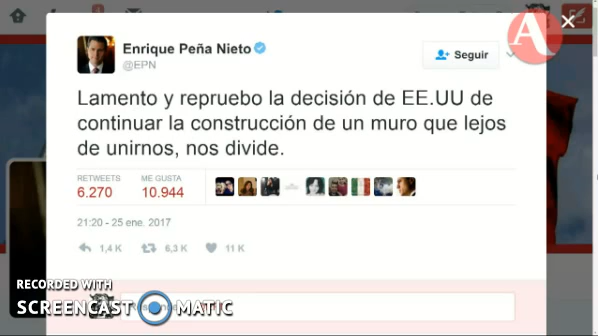 Enrique Peña Nieto
@EPN
Seguir
Lamento y repruebo la decisión de EE.UU de
continuar la construcción de un muro que lejos
de unirnos, nos divide.
RETWEETS
6.270
ME GUSTA
10.944
21:20 - 25 ene. 2017
1,4 K
6,3 K
11 K
RECORDED WITH
SCREENCAST MATIC